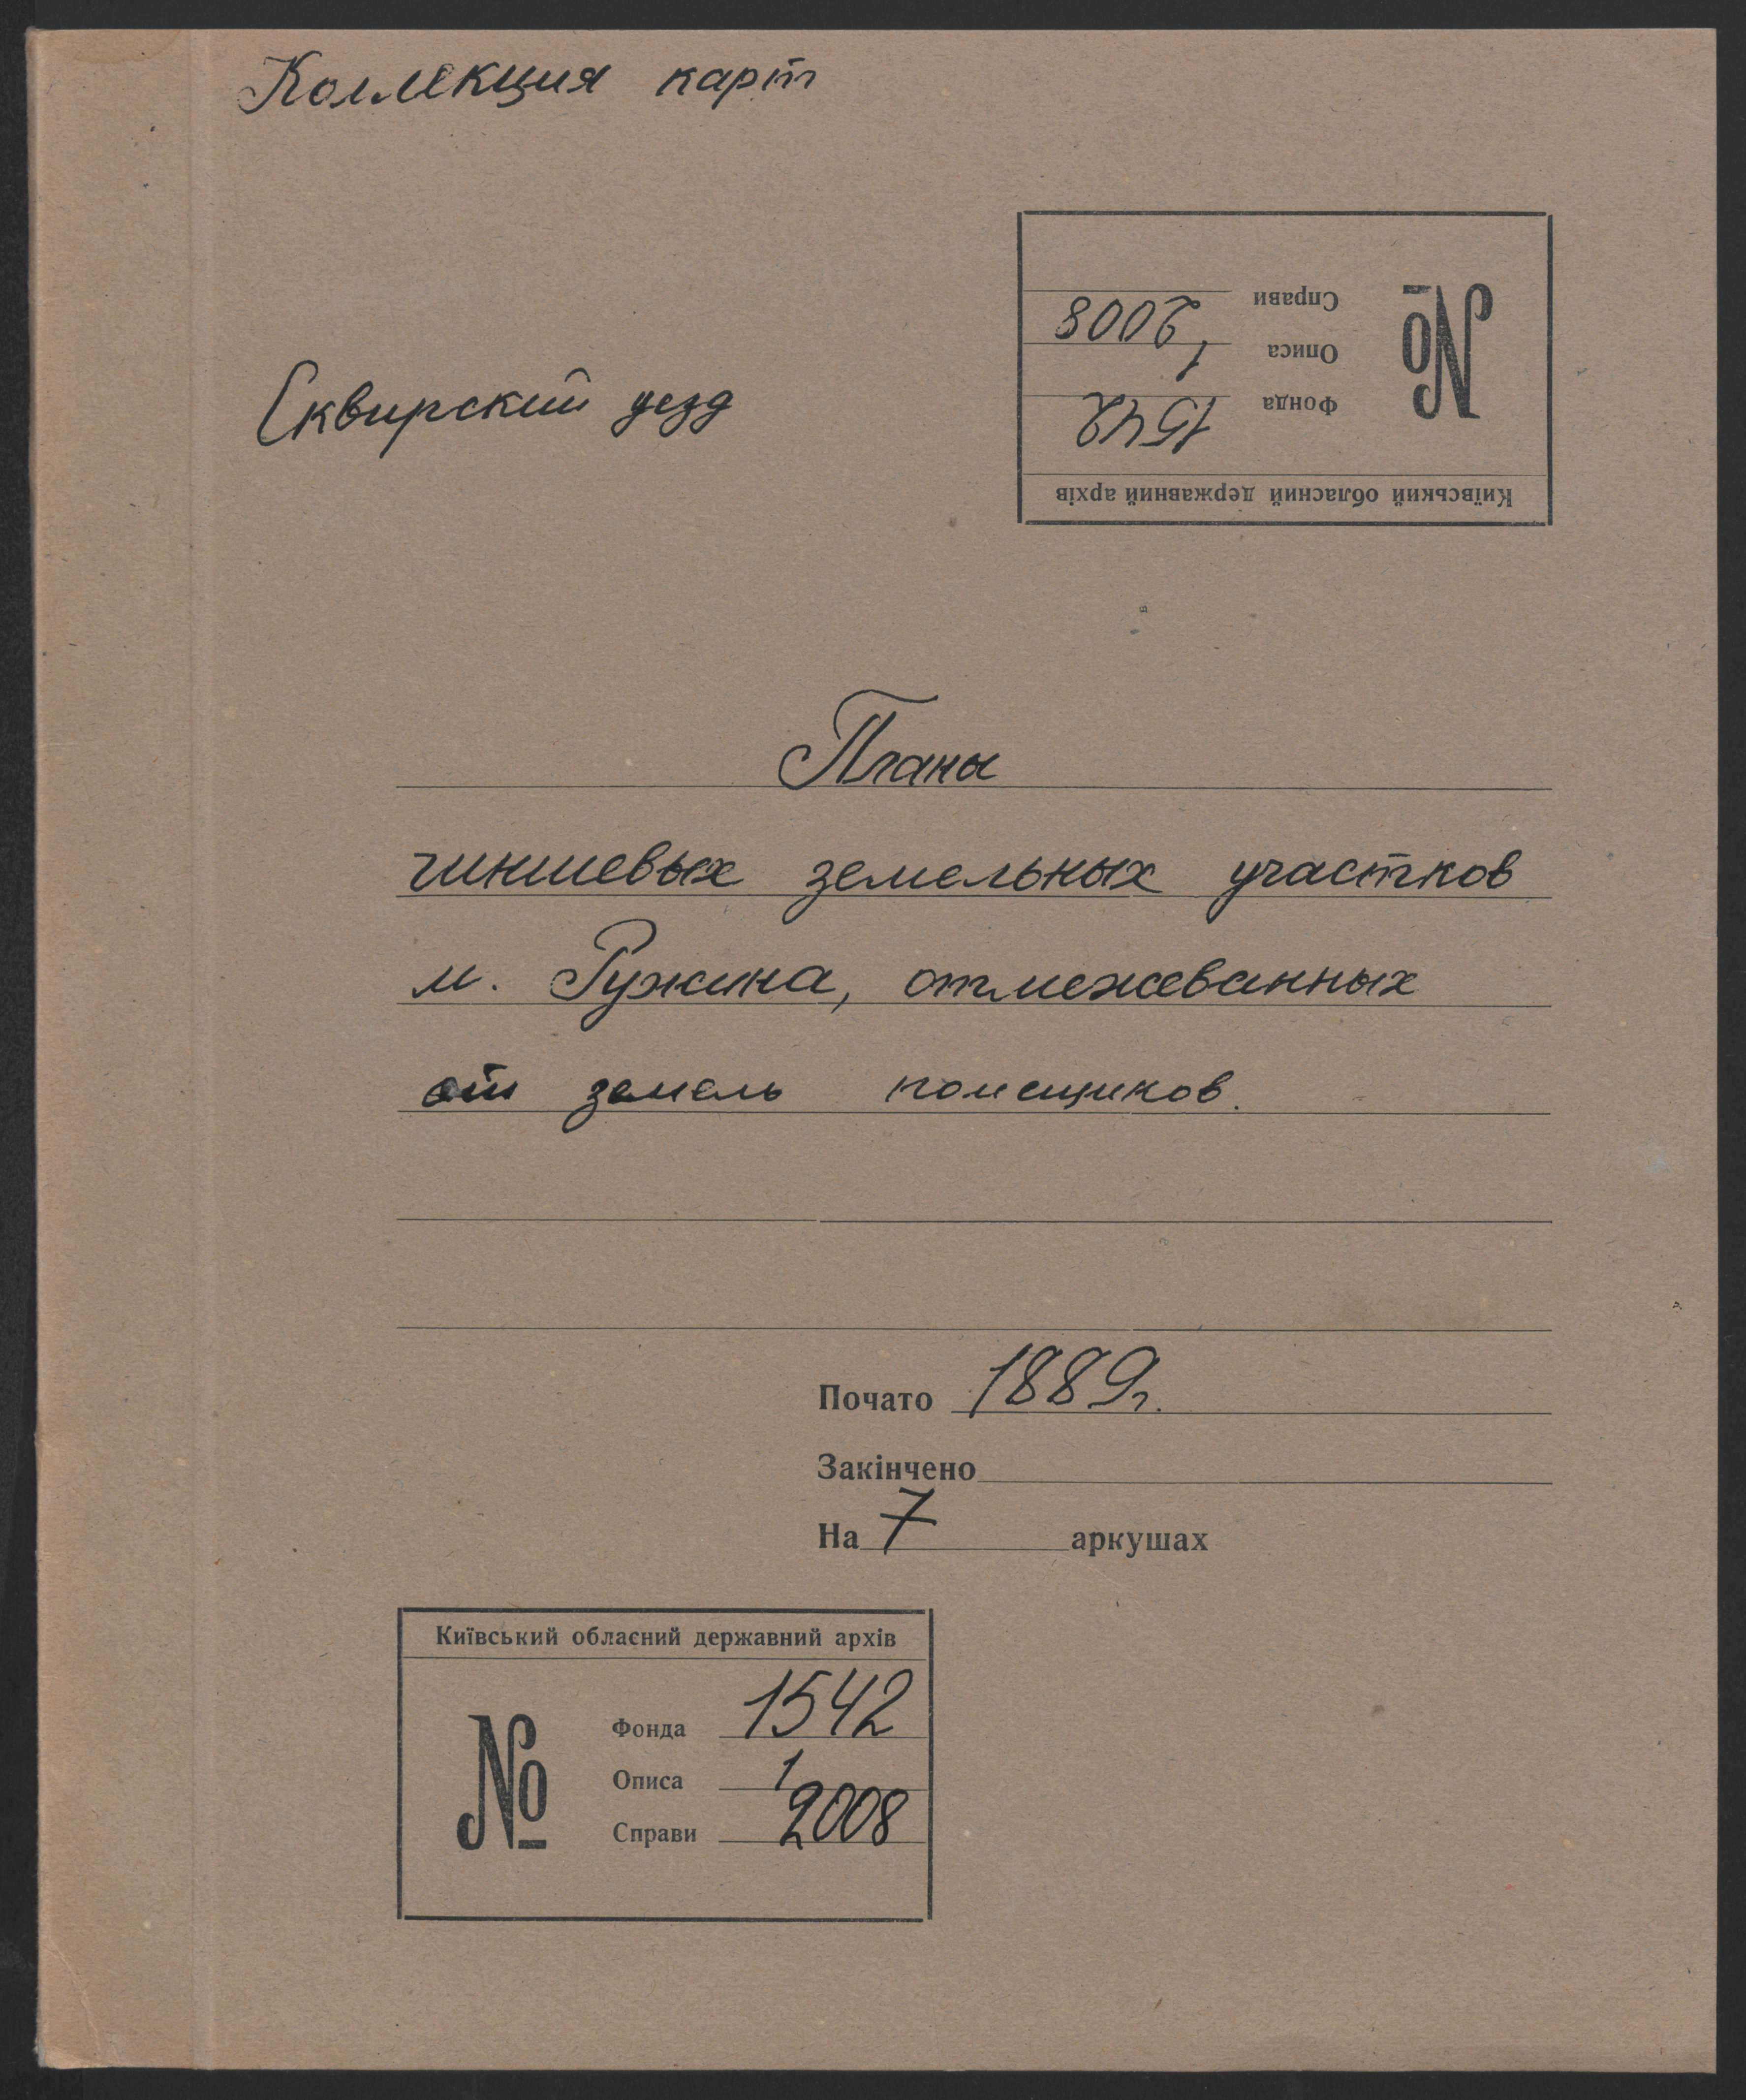 Коллекция карт
Киівський обласний державний архів
№
Фонда 1542
Описа 1
Справи 2008
Сквирский уезд
Планы
чиншевых земельных участков
м. Ружина, отмежеванных
от земель помещиков.
Почато 1889г.
Закінчено
На 7 аркушах
Київський обласний державний архів
№
Фонда 1542
Описа 1
Справи 2008